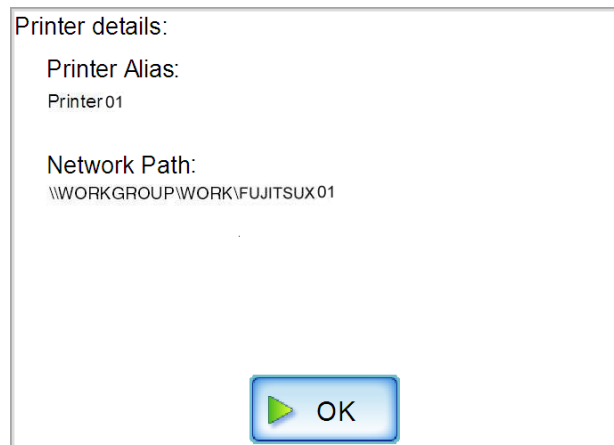 Printer details:
Printer Alias:
Printer01
Network Path:
\\WORKGROUP\WORK\FUJITSUX01
OK